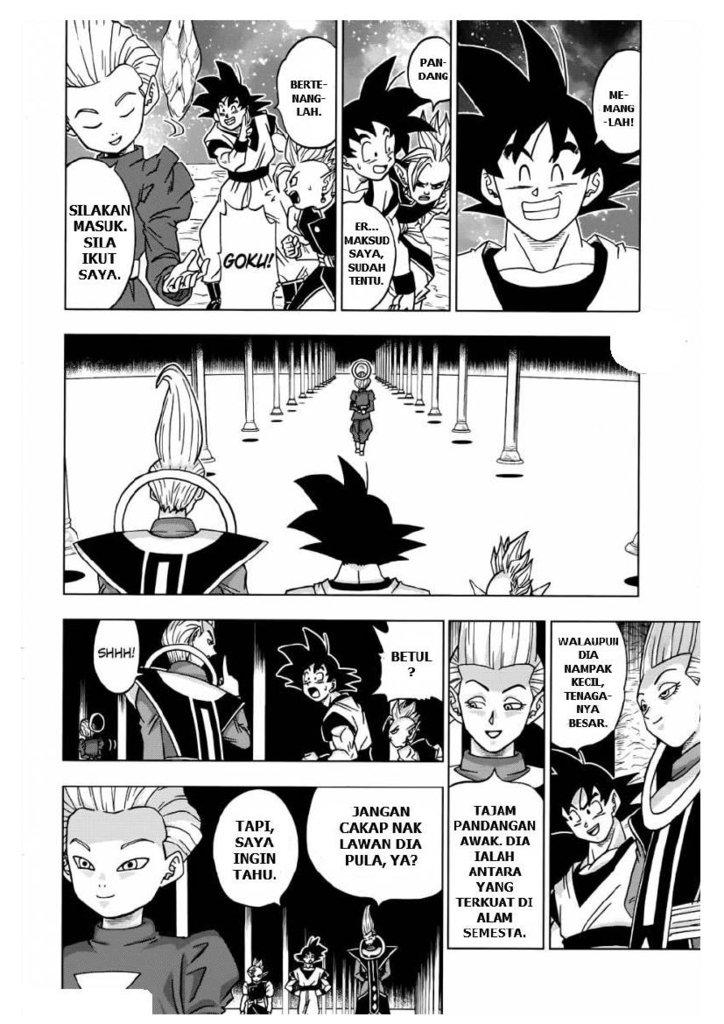 ME-
MANG
-LAH!
PAN-
DANG
ER...
MAKSUD
SAYA,
SUDAH
TENTU.
BERTE-
NANG-
LAH.
GOKU!
SILAKAN
MASUK.
SILA
IKUT
SAYA.
WALAUPUN
DIA
NAMPAK
KECIL,
TENAGA-
NYA
BESAR.
TAJAM
PANDANGAN
AWAK. DIA
IALAH
ANTARA
YANG
TERKUAT DI
ALAM
SEMESTA.
BETUL
?
SHHH!
JANGAN
CAKAP NAK
LAWAN DIA
PULA, YA?
TAPI,
SAYA
INGIN
TAHU.